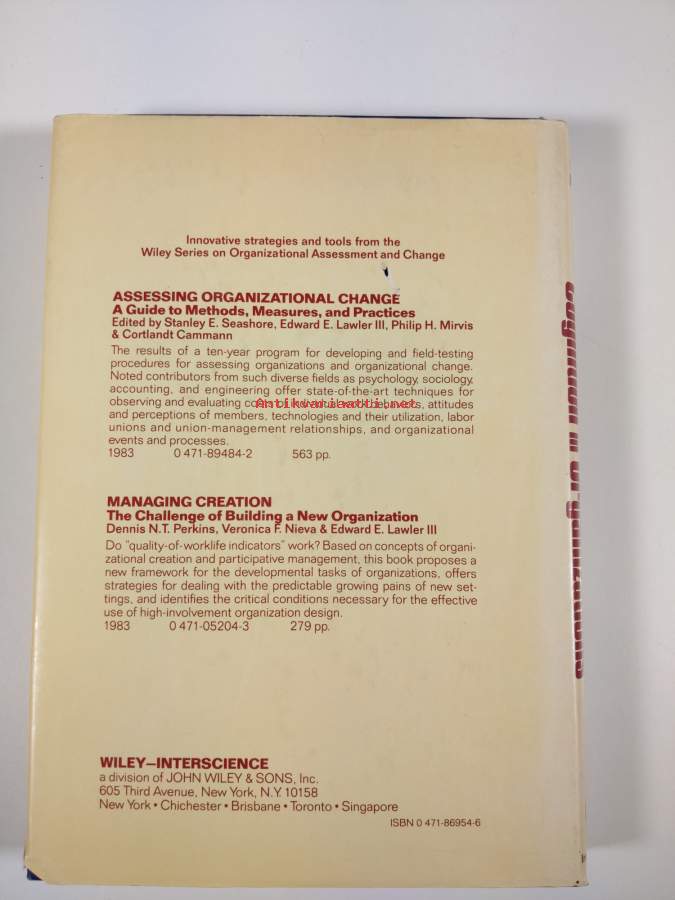 Innovative strategies and tools from the
Wiley Series on Organizational Assessment and Change
ASSESSING ORGANIZATIONAL CHANGE
A Guide to Methods, Measures, and Practices
Edited by Stanley E. Seashore, Edward E. Lawler III, Philip H. Mirvis
& Cortlandt Cammann
The results of a ten-year program for developing and field-testing
procedures for assessing organizations and organizational change.
Noted contributors from such diverse fields as psychology, sociology,
accounting, and engineering offer state-of-the-art techniques for
observing and evaluating costs of work behaviors, attitudes
Antikvariaatti.net
and perceptions of members, technologies and their utilization, labor
unions and union-management relationships, and organizational
events and processes.
1983 0 471-89484-2 563 pp.
MANAGING CREATION
The Challenge of Building a New Organization
Dennis N.T. Perkins, Veronica F. Nieva & Edward E. Lawler III
Do "quality-of-worklife indicators" work? Based on concepts of organi-
zational creation and participative management, this book proposes a
new framework for the developmental tasks of organizations, offers
strategies for dealing with the predictable growing pains of new set-
tings, and identifies the critical conditions necessary for the effective
use of high-involvement organization design.
1983 0 471-05204-3 279 pp.
WILEY–INTERSCIENCE
a division of JOHN WILEY & SONS, Inc.
605 Third Avenue, New York, N.Y. 10158
New York • Chichester • Brisbane • Toronto • Singapore
ISBN 0 471-86954-6